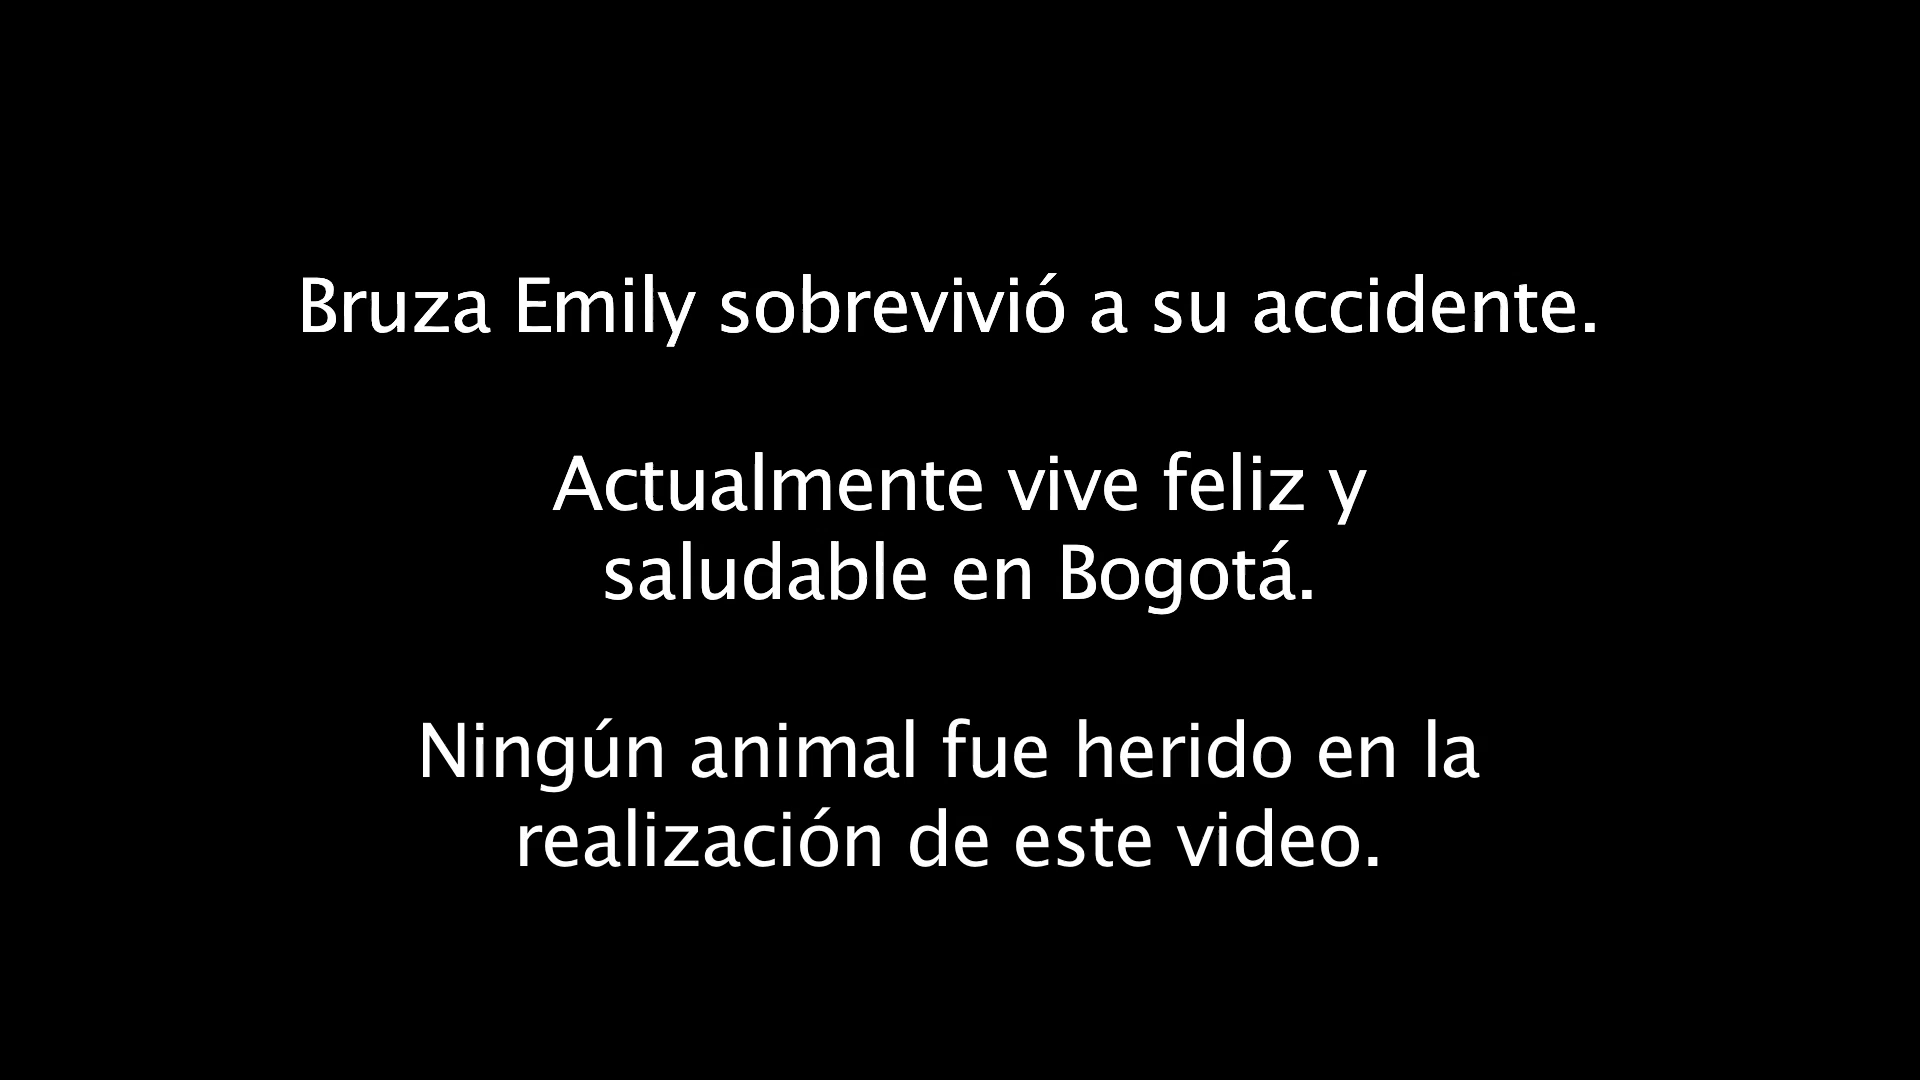 Bruza Emily sobrevivió a su accidente.
Actualmente vive feliz y
saludable en Bogotá.
Ningún animal fue herido en la
realización de este video.